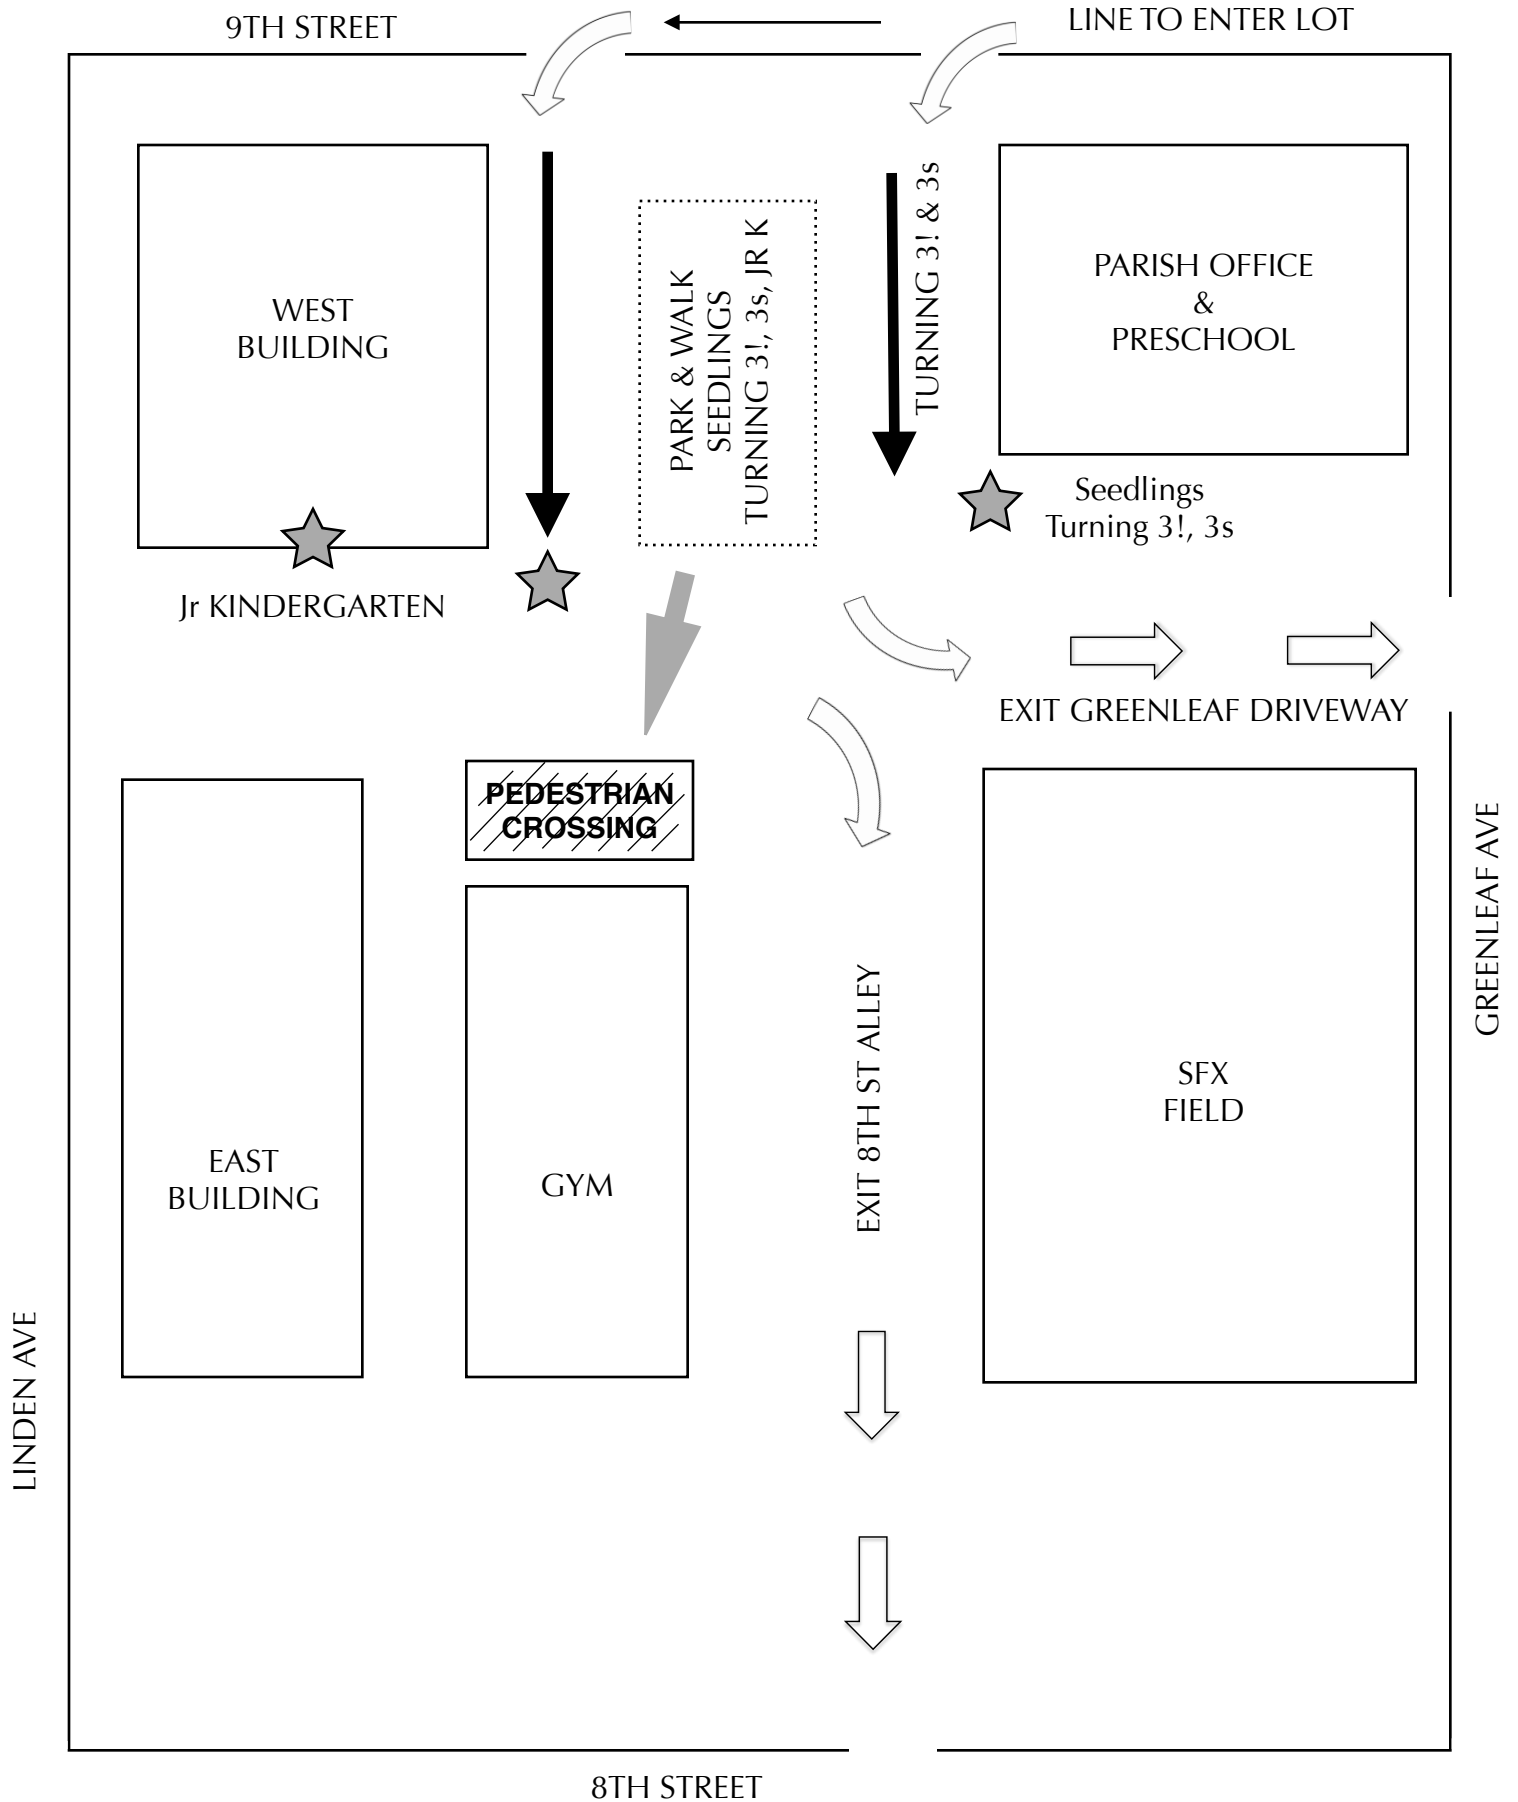 9TH STREET
LINE TO ENTER LOT
WEST
BUILDING
PARK & WALK
SEEDLINGS
TURNING 3!, 3s, JR K
TURNING 3! & 3s
PARISH OFFICE
&
PRESCHOOL
Seedlings
Turning 3!, 3s
Jr KINDERGARTEN
EXIT GREENLEAF DRIVEWAY
PEDESTRIAN
CROSSING
GREENLEAF AVE
EXIT 8TH ST ALLEY
SFX
FIELD
EAST
BUILDING
GYM
LINDEN AVE
8TH STREET